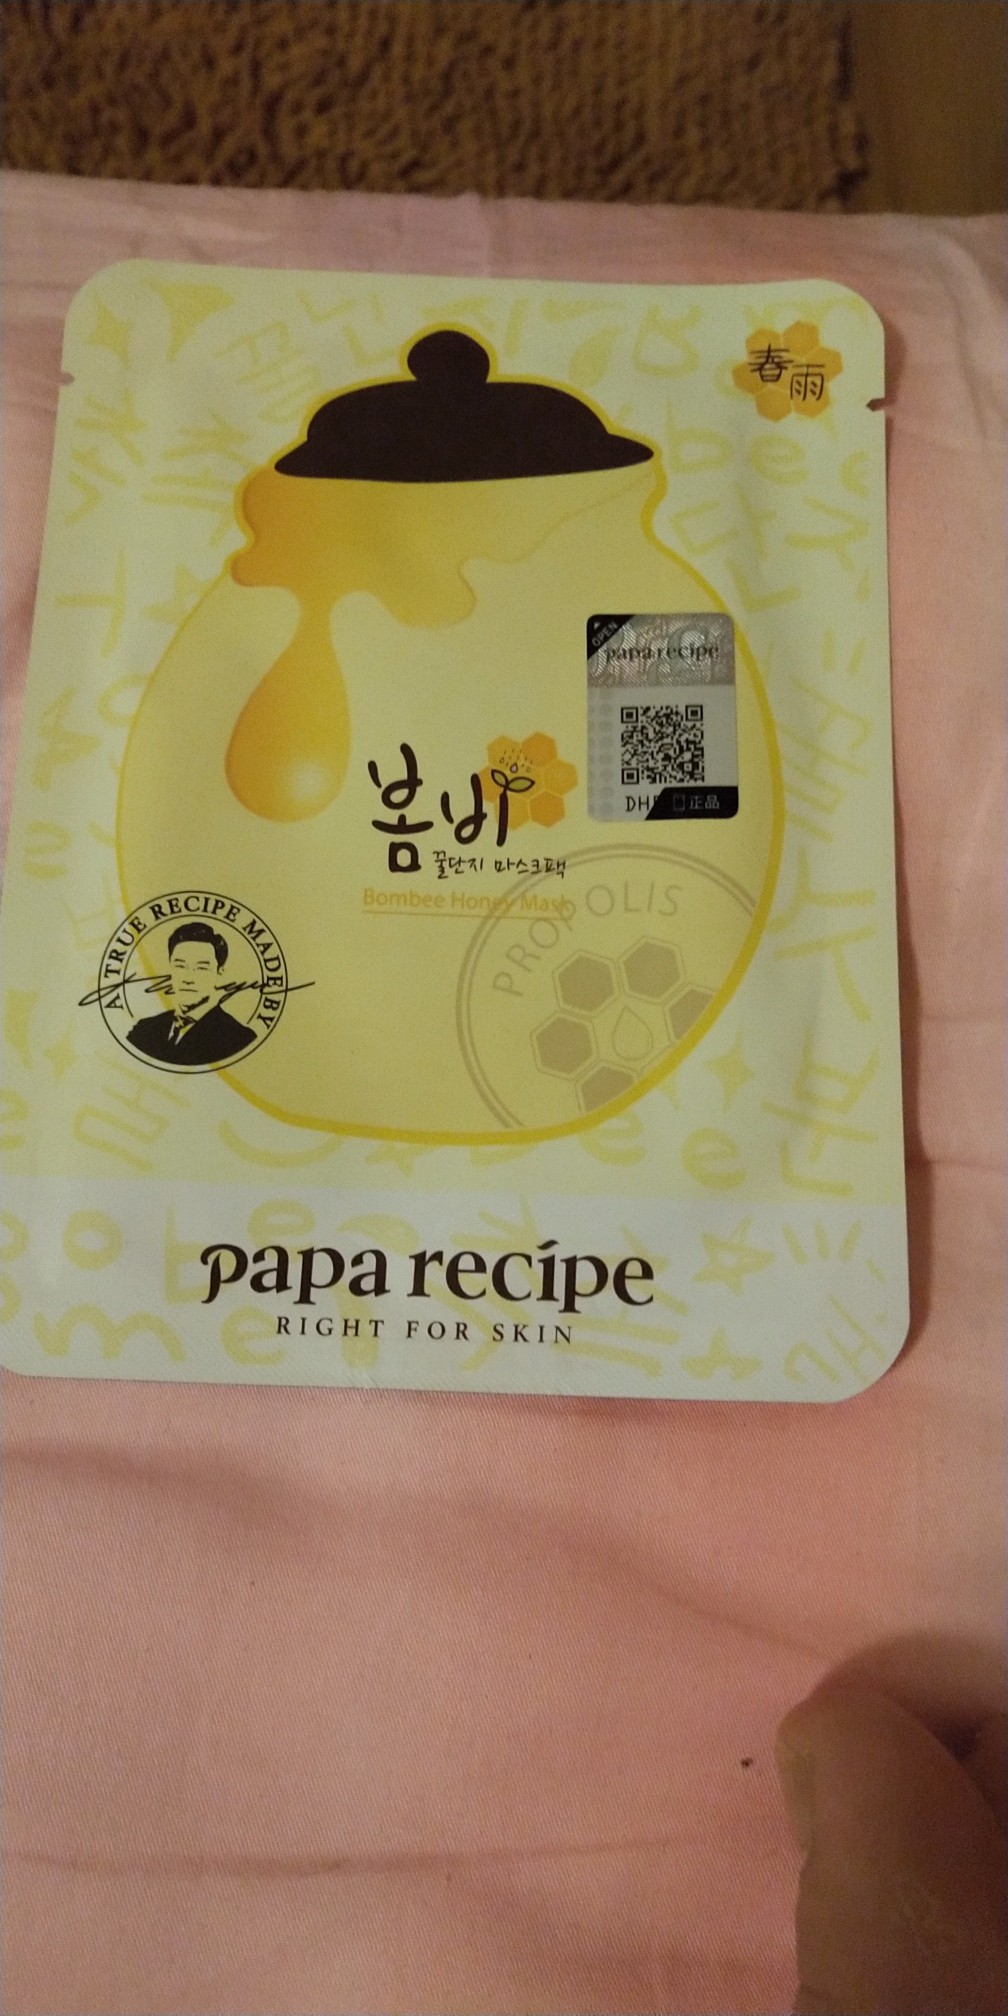 春雨
OPEN
papa recipe
DHF
正品
봄비
꿀단지 마스크팩
Bombee Honey Mask
PROPOLIS
A TRUE RECIPE MADE BY
papa recipe
RIGHT FOR SKIN